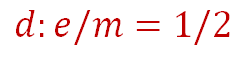 d: e/m = 1/2